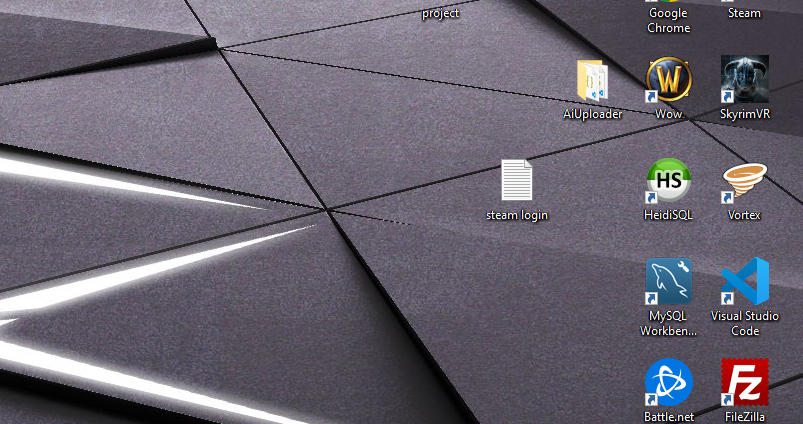 project
Google
Chrome
Steam
AiUploader
Wow
SkyrimVR
steam login
HS
HeidiSQL
Vortex
MySQL
Workben...
Visual Studio
Code
Battle.net
Fz
FileZilla